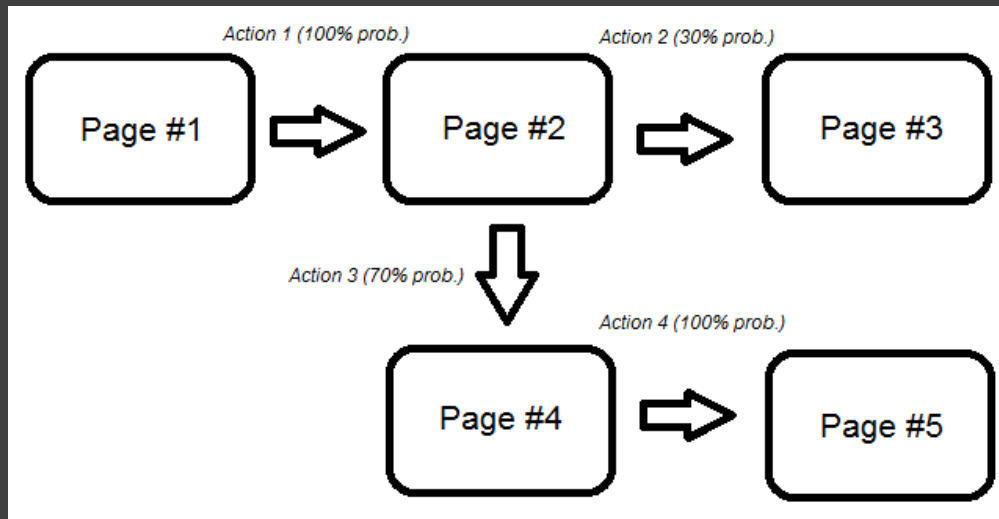 Action 1 (100% prob.)
Action 2 (30% prob.)
Page #1
Page #2
Page #3
Action 3 (70% prob.)
Action 4 (100% prob.)
Page #4
Page #5